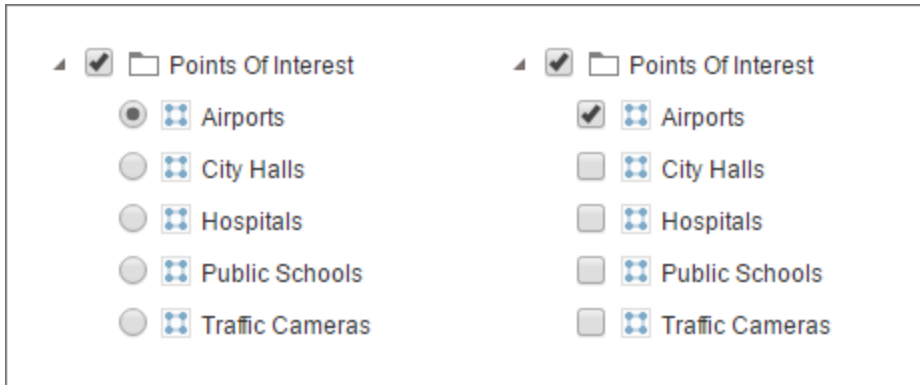 Points Of Interest
Airports
City Halls
Hospitals
Public Schools
Traffic Cameras
Points Of Interest
Airports
City Halls
Hospitals
Public Schools
Traffic Cameras